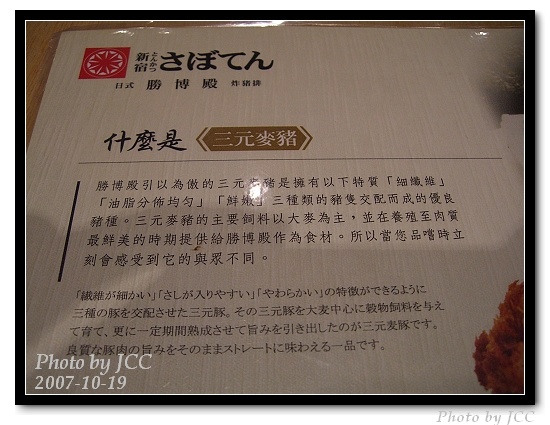 新宿 とんかつ さぼてん
日式 勝博殿 炸豬排
什麼是 三元麥豬
勝博殿引以為傲的三元麥豬是擁有以下特質「細纖維」
「油脂分佈均勻」「鮮嫩」三種類的豬隻交配而成的優良
豬種。三元麥豬的主要飼料以大麥為主，並在養殖至肉質
最鮮美的時期提供給勝博殿作為食材。所以當您品嚐時立
刻會感受到它的與眾不同。
「繊維が細かい」「さしが入りやすい」「やわらかい」の特徴ができるように
三種の豚を交配させた三元豚。その三元豚を大麦中心に穀物飼料を与え
て育て、更に一定期間熟成させて旨みを引き出したのが三元麦豚です。
良質な豚肉の旨みをそのままストレートに味わえる一品です。
Photo by JCC
2007-10-19
Photo by JCC